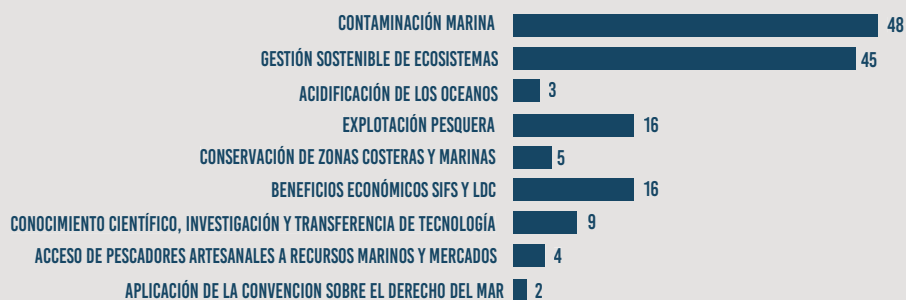 CONTAMINACIÓN MARINA 48
GESTIÓN SOSTENIBLE DE ECOSISTEMAS 45
ACIDIFICACIÓN DE LOS OCEANOS 3
EXPLOTACIÓN PESQUERA 16
CONSERVACIÓN DE ZONAS COSTERAS Y MARINAS 5
BENEFICIOS ECONÓMICOS SIFS Y LDC 16
CONOCIMIENTO CIENTÍFICO, INVESTIGACIÓN Y TRANSFERENCIA DE TECNOLOGÍA 9
ACCESO DE PESCADORES ARTESANALES A RECURSOS MARINOS Y MERCADOS 4
APLICACIÓN DE LA CONVENCION SOBRE EL DERECHO DEL MAR 2